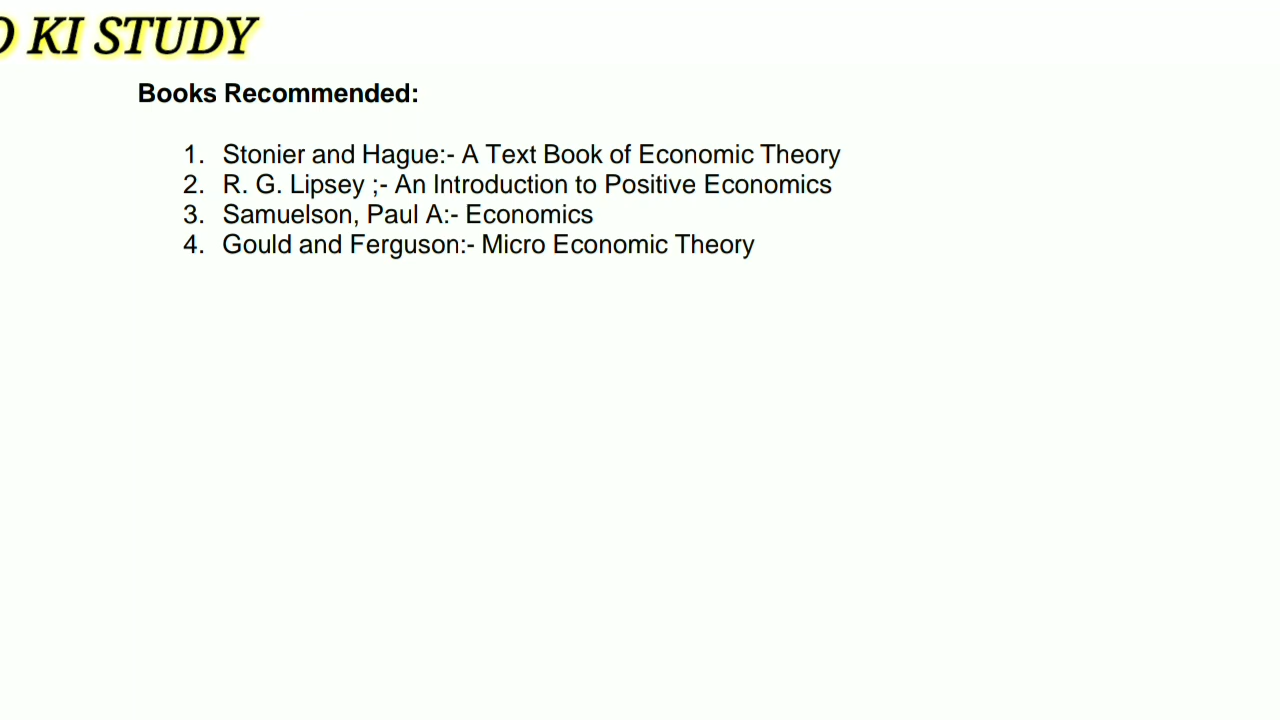 KI STUDY
Books Recommended:
1. Stonier and Hague:- A Text Book of Economic Theory
2. R. G. Lipsey ;- An Introduction to Positive Economics
3. Samuelson, Paul A:- Economics
4. Gould and Ferguson:- Micro Economic Theory